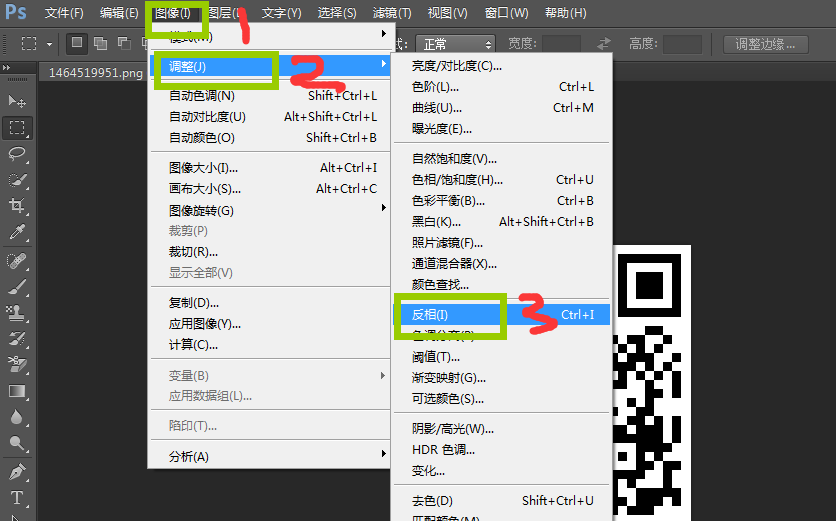 Ps 文件(F) 编辑(E) 图像(I) 图层(L) 文字(Y) 选择(S) 滤镜(T) 视图(V) 窗口(W) 帮助(H)
1
正常 宽度: 高度: 调整边缘...
1464519951.png
模式(M)
调整(J)
2
自动色调(N) Shift+Ctrl+L
自动对比度(U) Alt+Shift+Ctrl+L
自动颜色(O) Shift+Ctrl+B
图像大小(I)... Alt+Ctrl+I
画布大小(S)... Alt+Ctrl+C
图像旋转(G)
裁剪(P)
裁切(R)...
显示全部(V)
复制(D)...
应用图像(Y)...
计算(C)...
变量(B)
应用数据组(L)...
陷印(T)...
分析(A)
亮度/对比度(C)...
色阶(L)... Ctrl+L
曲线(U)... Ctrl+M
曝光度(E)...
自然饱和度(V)...
色相/饱和度(H)... Ctrl+U
色彩平衡(B)... Ctrl+B
黑白(K)... Alt+Shift+Ctrl+B
照片滤镜(F)...
通道混合器(X)...
颜色查找...
反相(I) Ctrl+I
3
色调分离(P)...
阈值(T)...
渐变映射(G)...
可选颜色(S)...
阴影/高光(W)...
HDR 色调...
变化...
去色(D) Shift+Ctrl+U
匹配颜色(M)...
T